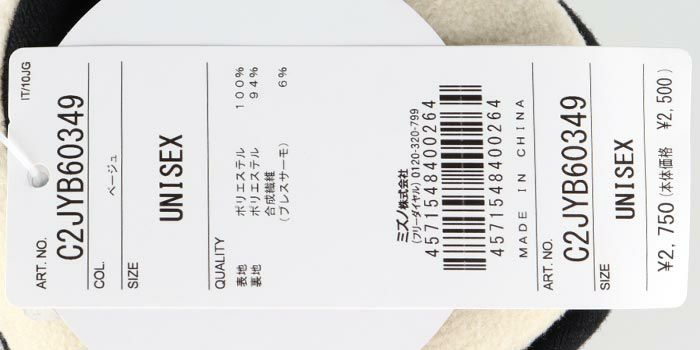 IT/10JG
ART. NO.
C2JYB60349
COL.
ベージュ
SIZE
UNISEX
QUALITY
表地 ポリエステル 100%
裏地 ポリエステル 94%
合成繊維 6%
(ブレスサーモ)
ミズノ株式会社
(フリーダイヤル) 0120-320-799
4571548400264
4571548400264
MADE IN CHINA
ART. NO.
C2JYB60349
SIZE
UNISEX
¥2,750 (本体価格 ¥2,500)